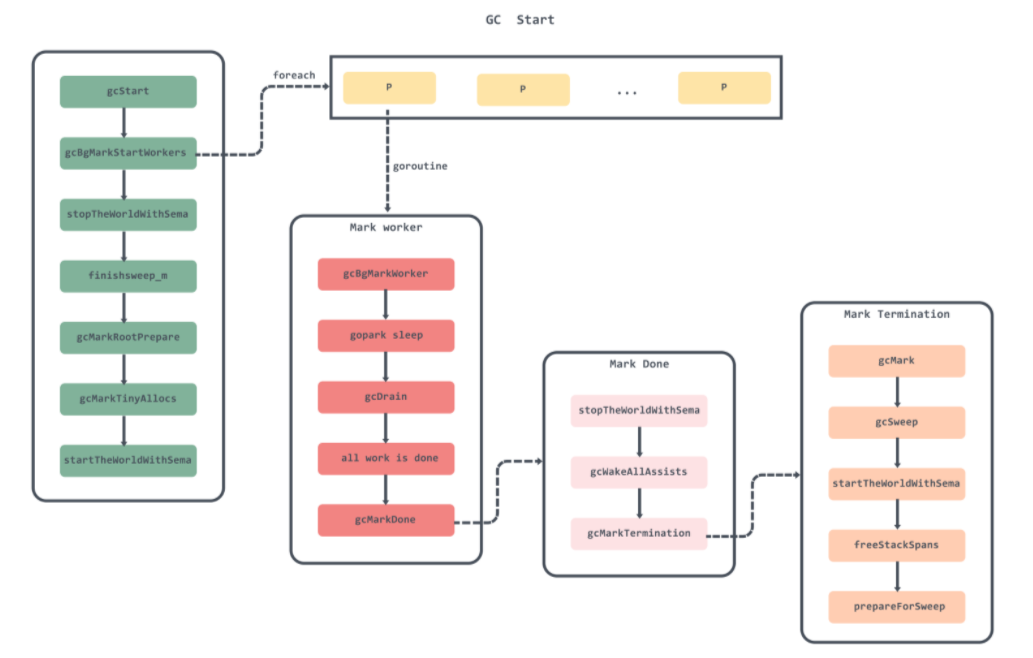 GC Start
gcStart
gcBgMarkStartWorkers
stopTheWorldWithSema
finishsweep_m
gcMarkRootPrepare
gcMarkTinyAllocs
startTheWorldWithSema
foreach
P
P
...
P
goroutine
Mark worker
gcBgMarkWorker
gopark sleep
gcDrain
all work is done
gcMarkDone
Mark Done
stopTheWorldWithSema
gcWakeAllAssists
gcMarkTermination
Mark Termination
gcMark
gcSweep
startTheWorldWithSema
freeStackSpans
prepareForSweep